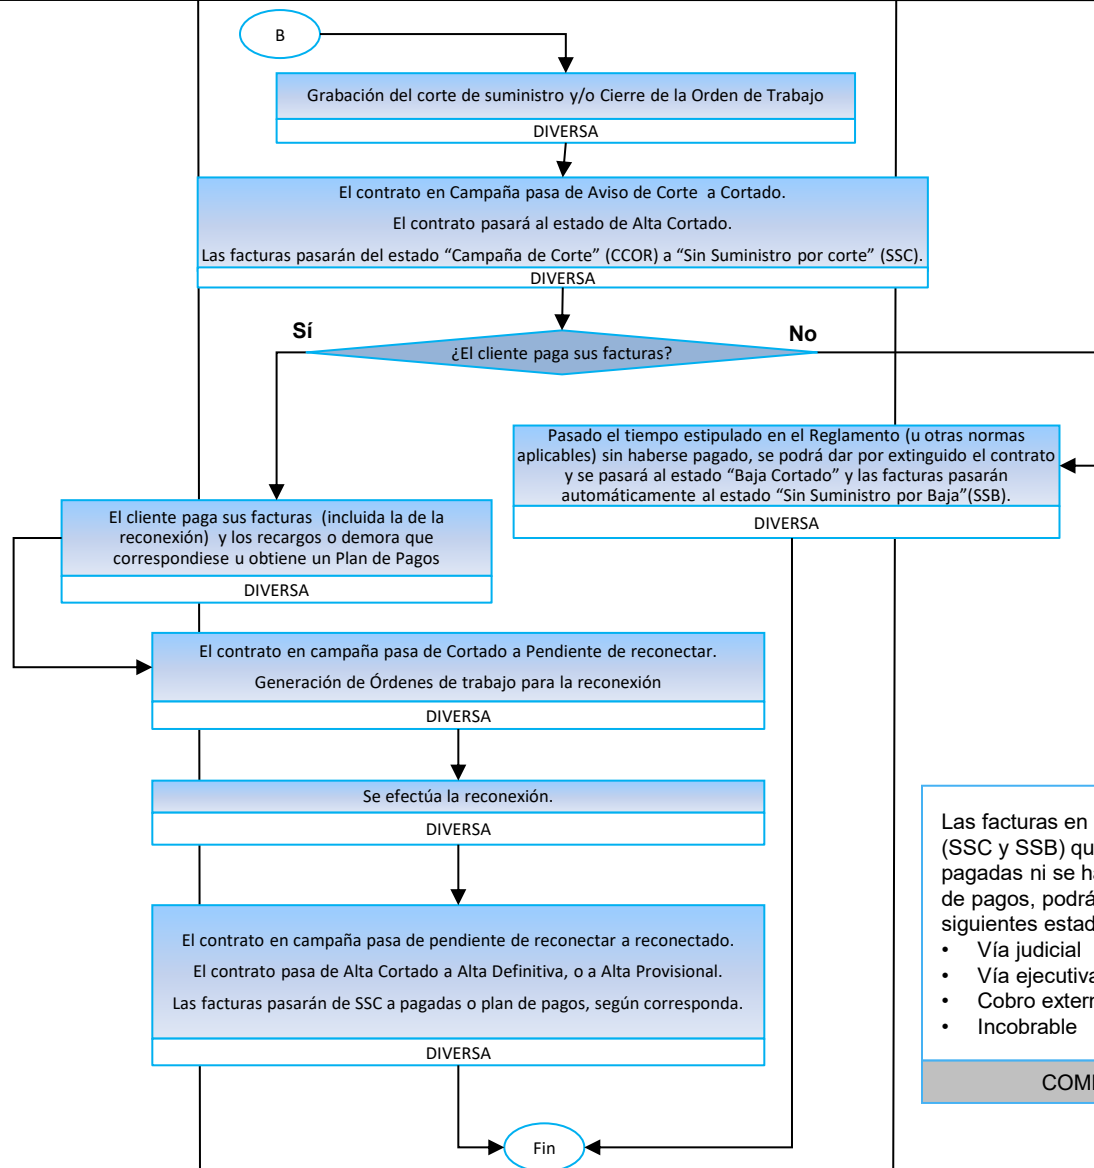 B
Grabación del corte de suministro y/o Cierre de la Orden de Trabajo
DIVERSA
El contrato en Campaña pasa de Aviso de Corte a Cortado.
El contrato pasará al estado de Alta Cortado.
Las facturas pasarán del estado “Campaña de Corte” (CCOR) a “Sin Suministro por corte” (SSC).
DIVERSA
Sí
No
¿El cliente paga sus facturas?
Pasado el tiempo estipulado en el Reglamento (u otras normas
aplicables) sin haberse pagado, se podrá dar por extinguido el contrato
y se pasará al estado “Baja Cortado” y las facturas pasarán
automáticamente al estado “Sin Suministro por Baja”(SSB).
DIVERSA
El cliente paga sus facturas (incluida la de la
reconexión) y los recargos o demora que
correspondiese u obtiene un Plan de Pagos
DIVERSA
El contrato en campaña pasa de Cortado a Pendiente de reconectar.
Generación de Órdenes de trabajo para la reconexión
DIVERSA
Se efectúa la reconexión.
DIVERSA
El contrato en campaña pasa de pendiente de reconectar a reconectado.
El contrato pasa de Alta Cortado a Alta Definitiva, o a Alta Provisional.
Las facturas pasarán de SSC a pagadas o plan de pagos, según corresponda.
DIVERSA
Las facturas en
(SSC y SSB)
pagadas ni se
de pagos,
siguientes
• Vía judicial
• Vía
• Cobro
• Incobrable
Fin